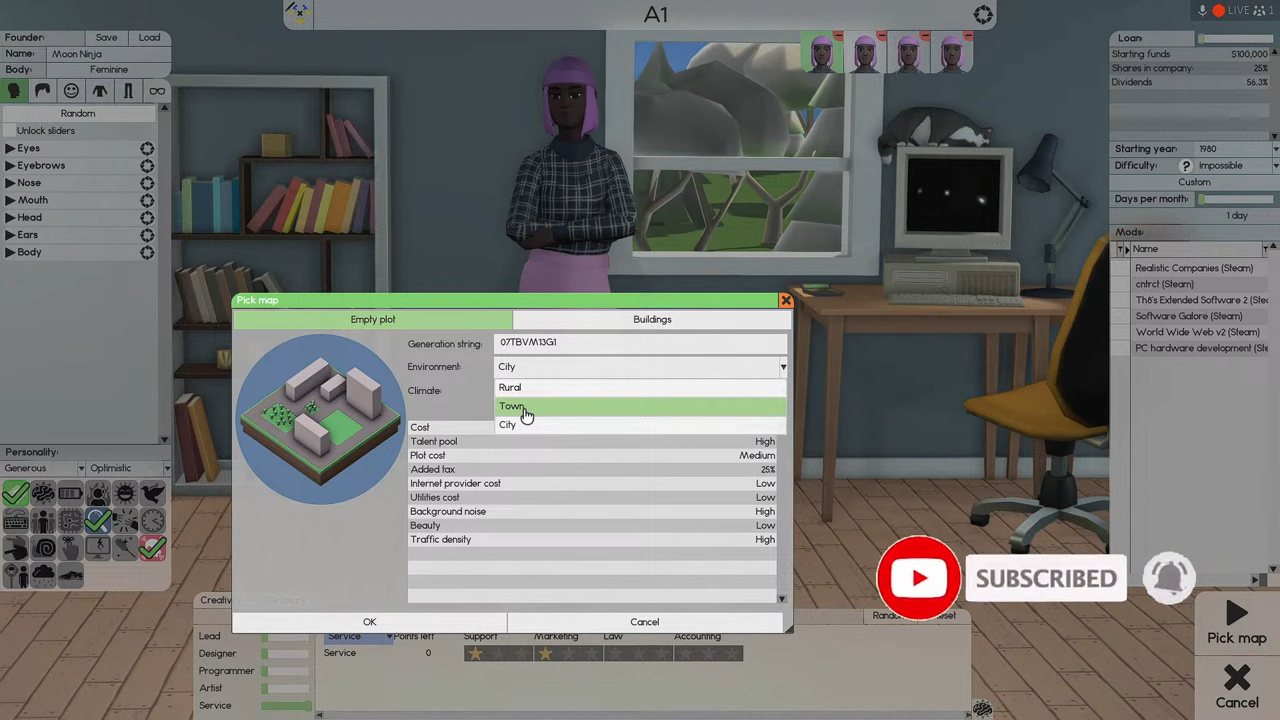 A1
LIVE 1
Founder: Save Load
Name: Moon Ninja
Body: Feminine
Random
Unlock sliders
Eyes
Eyebrows
Nose
Mouth
Head
Ears
Body
Personality:
Generous Optimistic
Loan:
Starting funds $100,000
Shares in company: 25%
Dividends 56.3%
Starting year: 1980
Difficulty: ? Impossible
Custom
Days per month:
1 day
Mods:
Name
Realistic Companies (Steam)
cntrct (Steam)
Th8's Extended Software 2 (Stea
Software Galore (Steam)
World Wide Web v2 (Steam)
PC hardware development (Ste
Pick map
Empty plot Buildings
Generation string: 07TBVM13G1
Environment: City
Climate: Rural
Town
City
Cost
Talent pool High
Plot cost Medium
Added tax 25%
Internet provider cost Low
Utilities cost Low
Background noise High
Beauty Low
Traffic density High
OK Cancel
SUBSCRIBED
Lead
Designer
Programmer
Artist
Service
Service Points left Support Marketing Law Accounting
Service 0
Pick map
Cancel